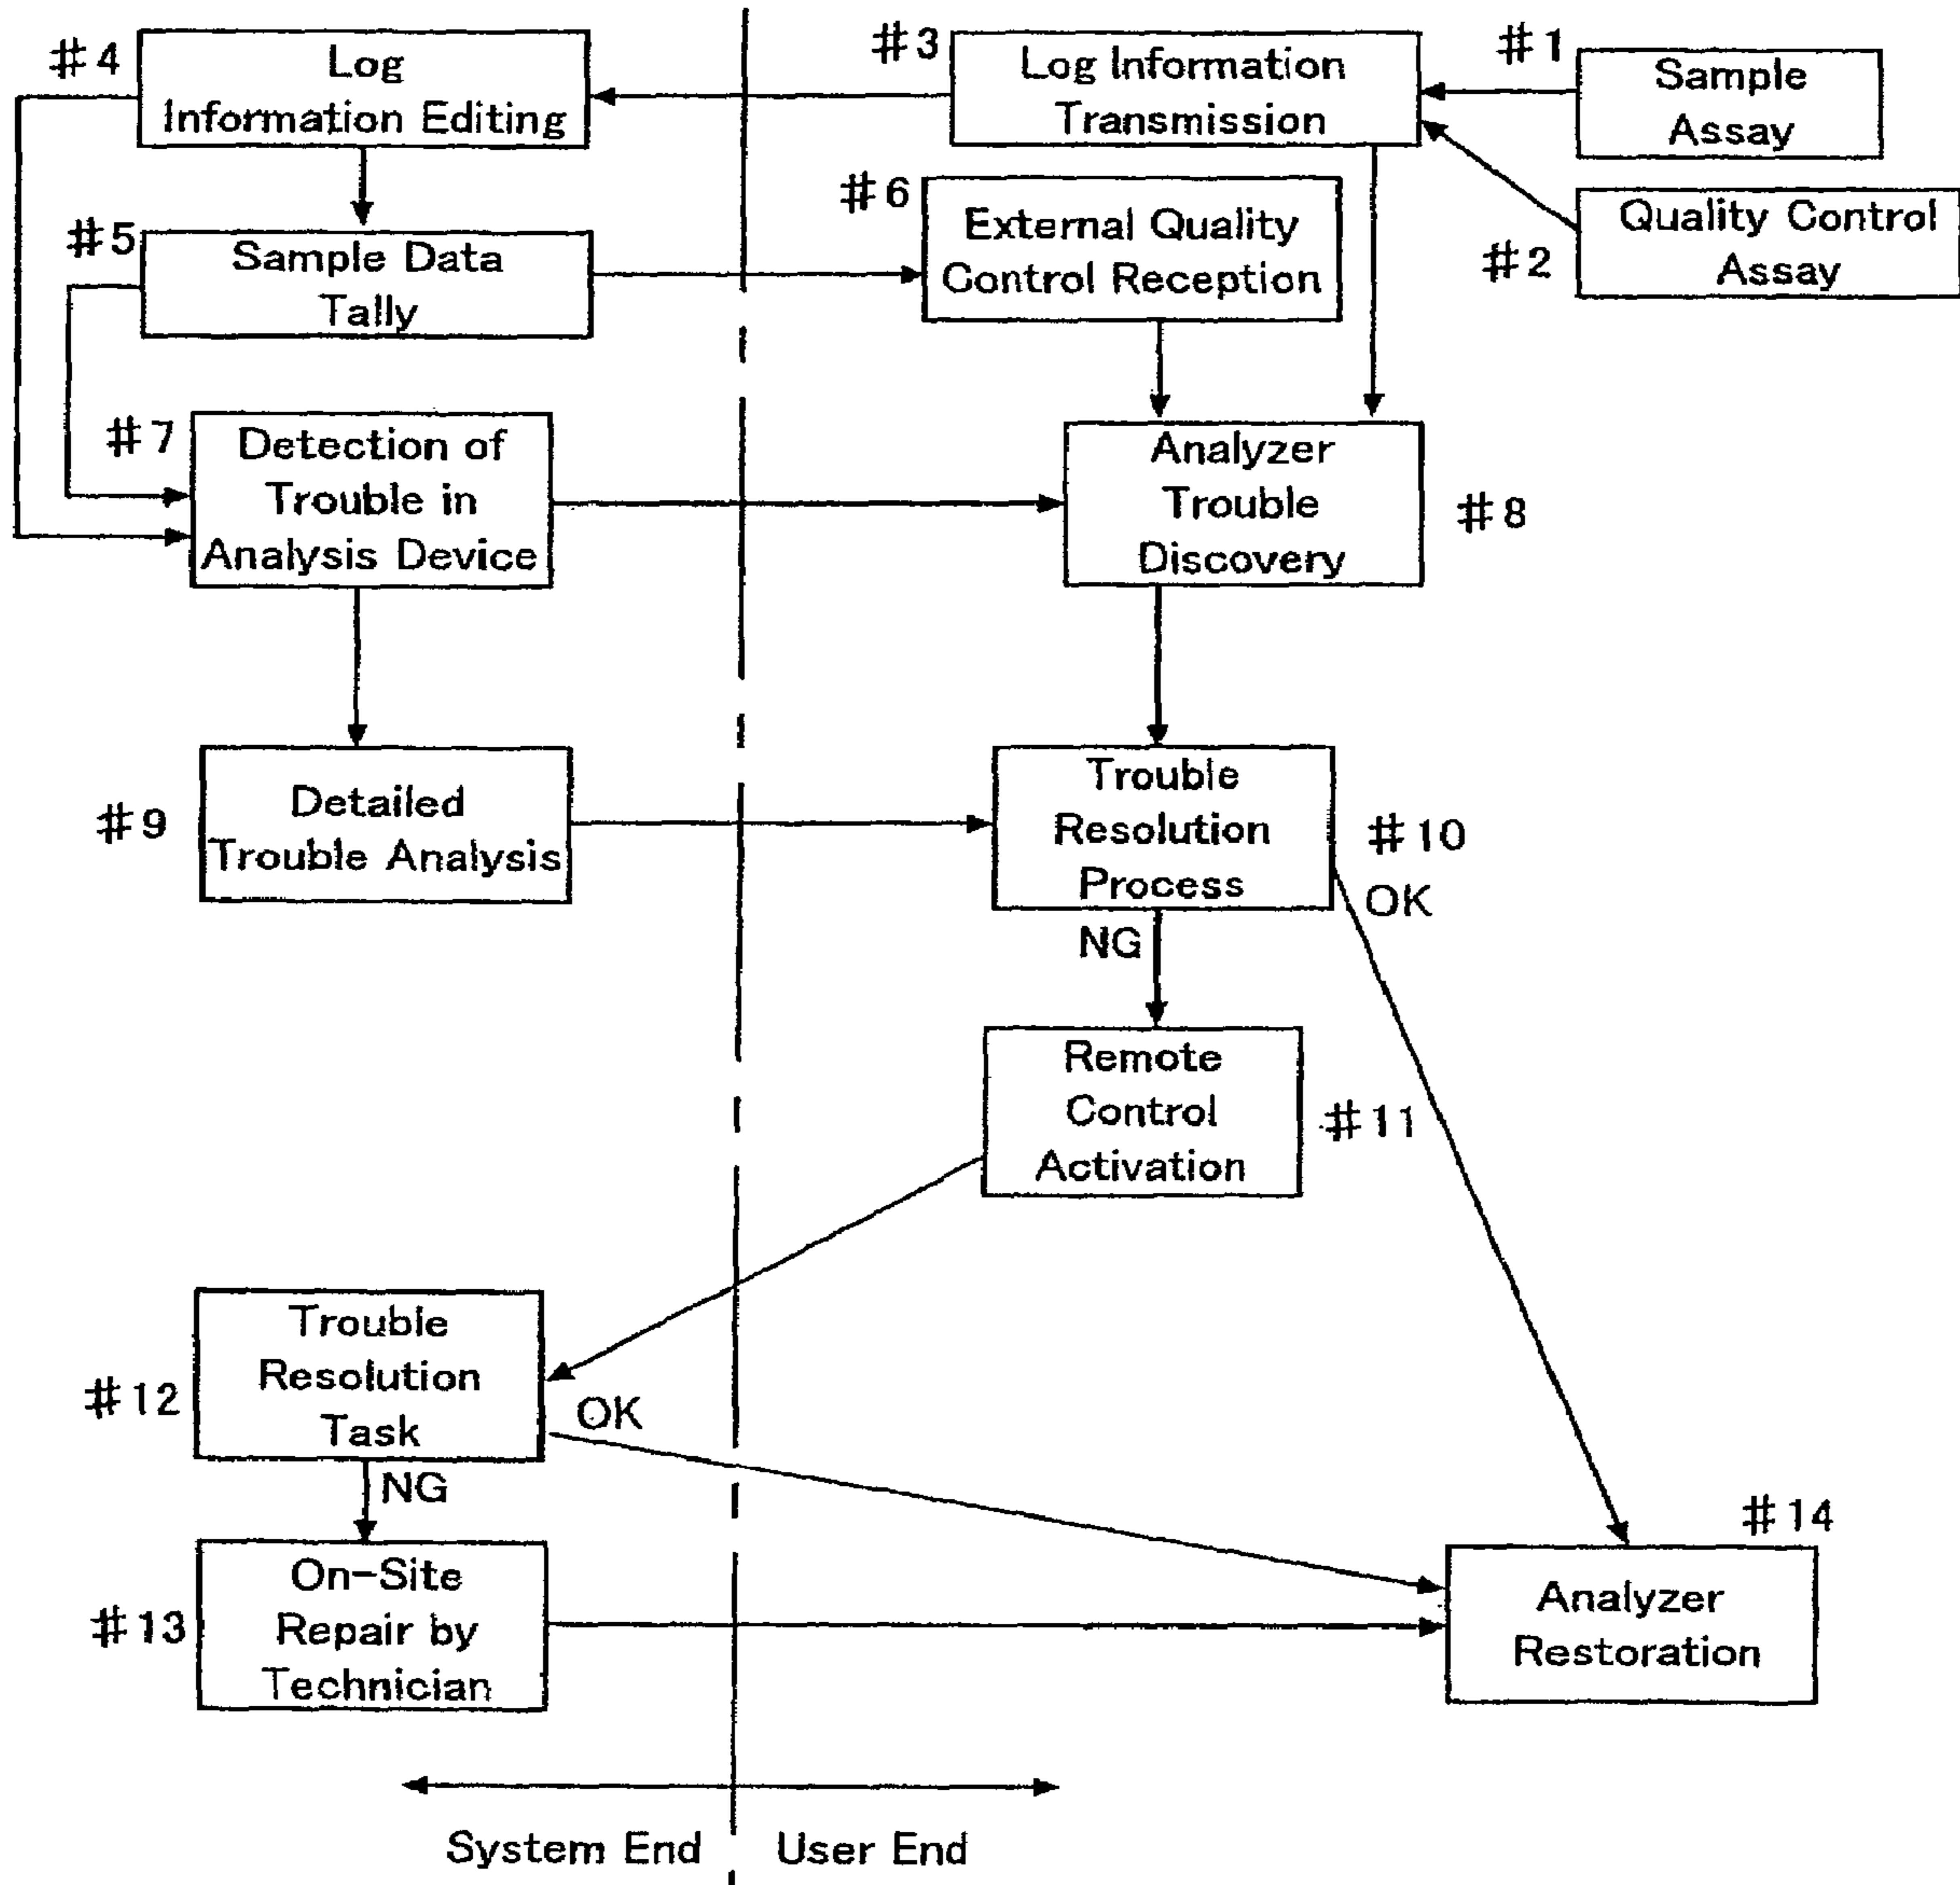 #4
Log
Information Editing
#3
Log Information
Transmission
#1
Sample
Assay
#2
Quality Control
Assay
#5
Sample Data
Tally
#6
External Quality
Control Reception
#7
Detection of
Trouble in
Analysis Device
Analyzer
Trouble
Discovery
#8
#9
Detailed
Trouble Analysis
Trouble
Resolution
Process
#10
OK
NG
Remote
Control
Activation
#11
#12
Trouble
Resolution
Task
OK
NG
#13
On-Site
Repair by
Technician
#14
Analyzer
Restoration
System End
User End